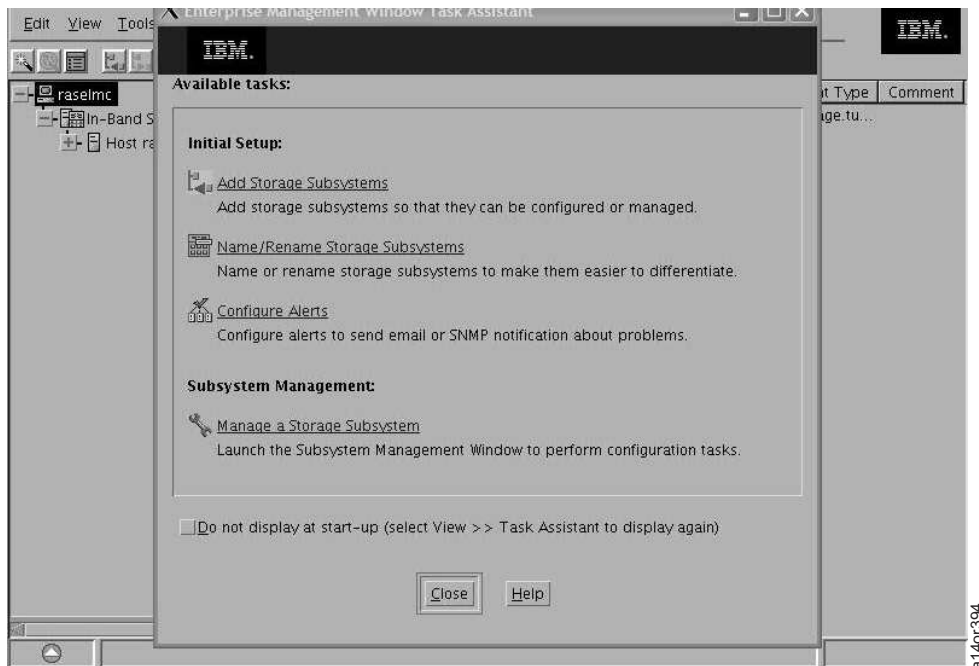 Enterprise Management Window Task Assistant
Edit View Tools
IBM.
IBM.
Available tasks:
raselmc
In-Band S
Host ra
t Type Comment
ge.tu...
Initial Setup:
Add Storage Subsystems
Add storage subsystems so that they can be configured or managed.
Name/Rename Storage Subsystems
Name or rename storage subsystems to make them easier to differentiate.
Configure Alerts
Configure alerts to send email or SNMP notification about problems.
Subsystem Management:
Manage a Storage Subsystem
Launch the Subsystem Management Window to perform configuration tasks.
Do not display at start-up (select View >> Task Assistant to display again)
Close Help